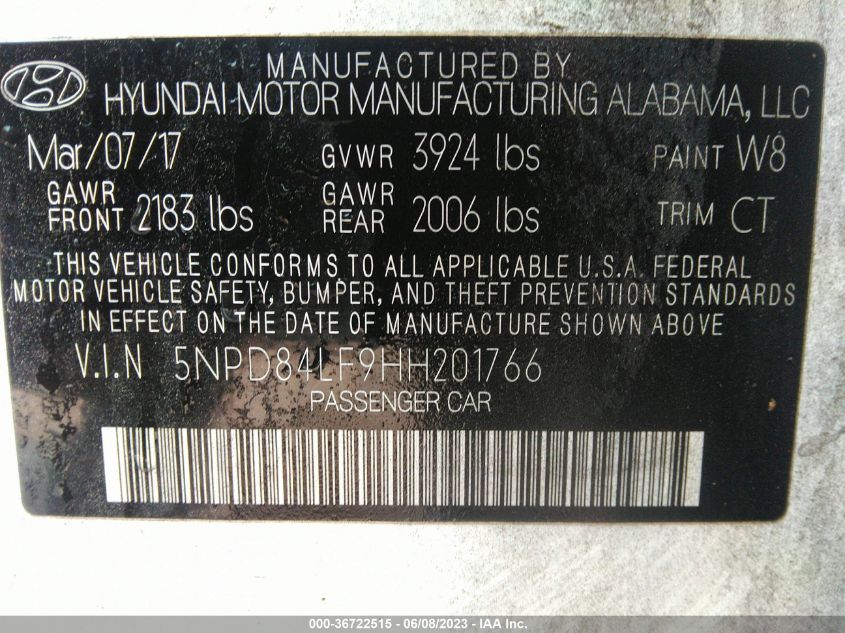 MANUFACTURED BY
HYUNDAI MOTOR MANUFACTURING ALABAMA, LLC
Mar/07/17 GVWR 3924 lbs PAINT W8
GAWR FRONT 2183 lbs GAWR REAR 2006 lbs TRIM CT
THIS VEHICLE CONFORMS TO ALL APPLICABLE U.S.A. FEDERAL
MOTOR VEHICLE SAFETY, BUMPER, AND THEFT PREVENTION STANDARDS
IN EFFECT ON THE DATE OF MANUFACTURE SHOWN ABOVE
V.I.N 5NPD84LF9HH201766
PASSENGER CAR
000-36722515 - 06/08/2023 - IAA Inc.